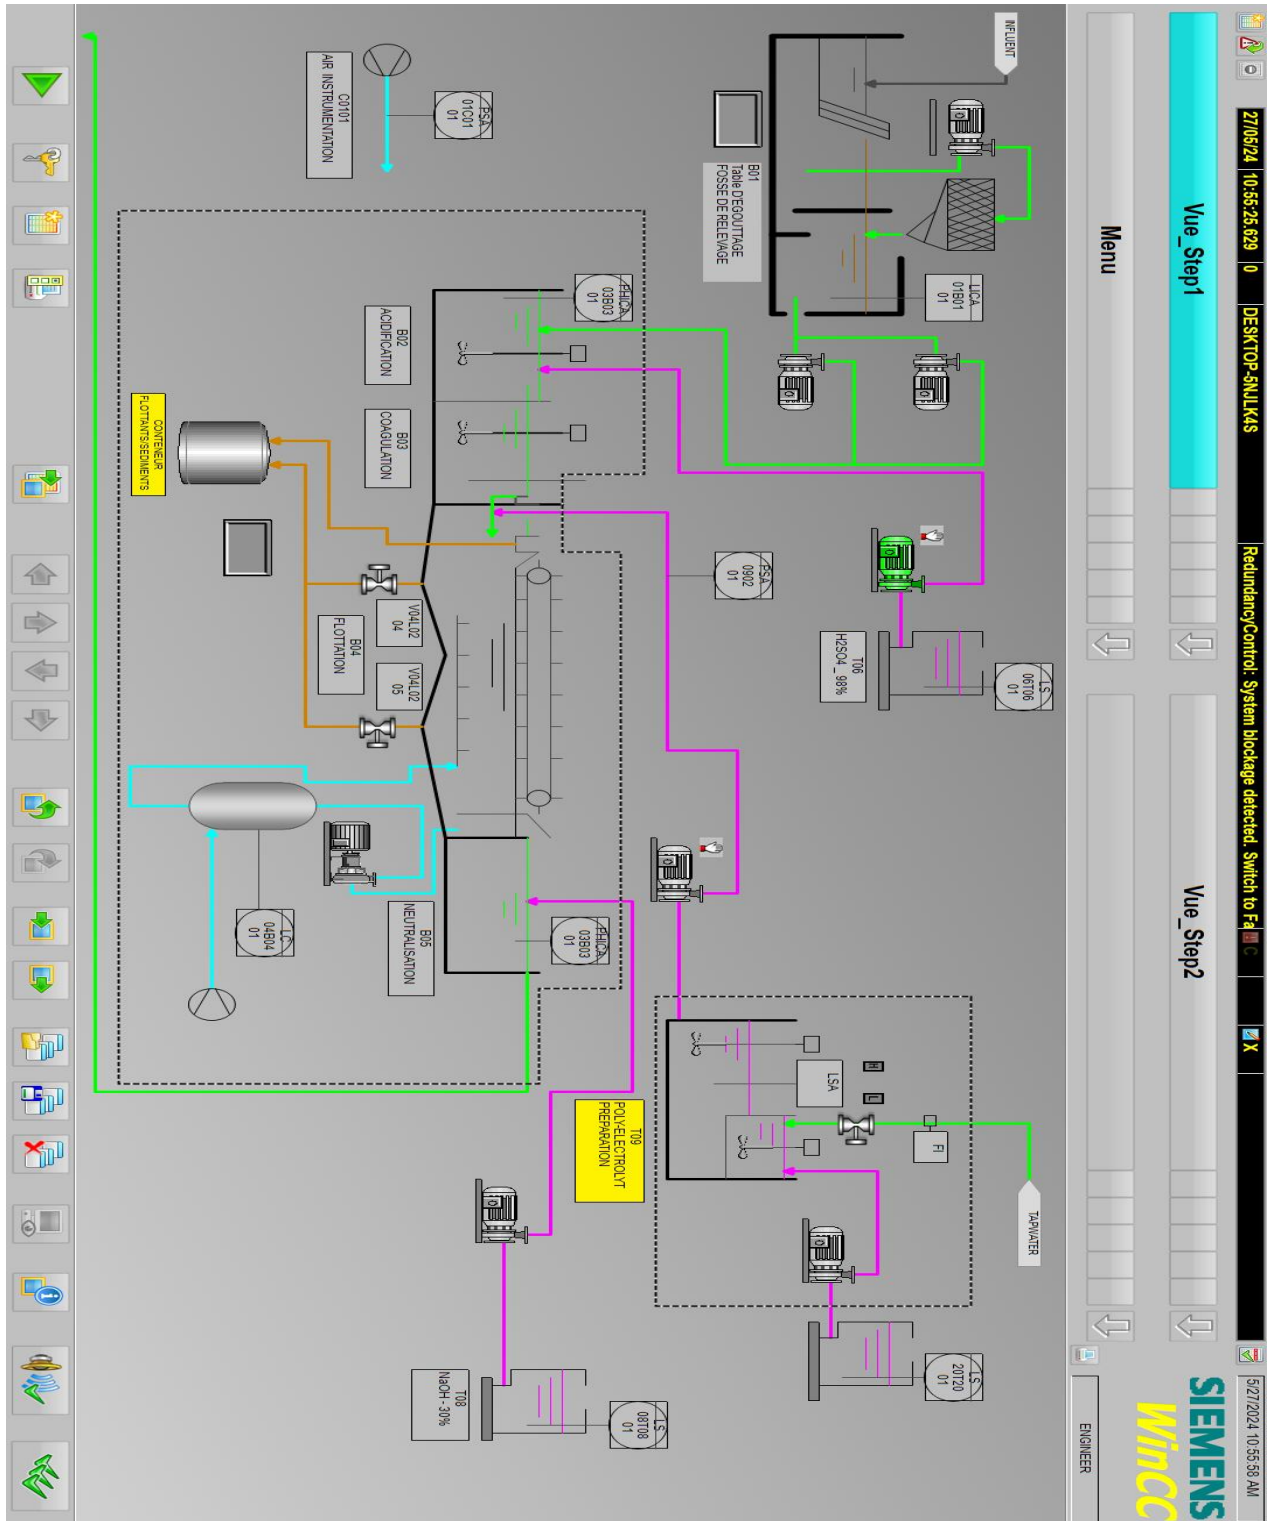 27/05/24 10:55:25.629 0 DESKTOP-5NJLK4S RedundancyControl: System blockage detected. Switch to Fa C X
5/27/2024 10:55:58 AM
Vue_Step1
Vue_Step2
SIEMENS
WinCC
Menu
ENGINEER
INFLUENT
B01
Table D'EGOUTTAGE
FOSSE DE RELEVAGE
LICA
01B01
01
PSA
01C01
01
C0101
AIR INSTRUMENTATION
T06
H2SO4_ 98%
LS
06T06
01
PSA
0902
01
TAPWATER
FI
H
L
LSA
T09
POLY-ELECTROLYT
PREPARATION
LS
20T20
01
PHICA
03B03
01
B02
ACIDIFICATION
B03
COAGULATION
V04L02
04
V04L02
05
B04
FLOTTATION
PHICA
03B03
01
B05
NEUTRALISATION
CONTENEUR
FLOTTANTS/SEDIMENTS
LC
04B04
01
T08
NaOH - 30%
LS
08T08
01